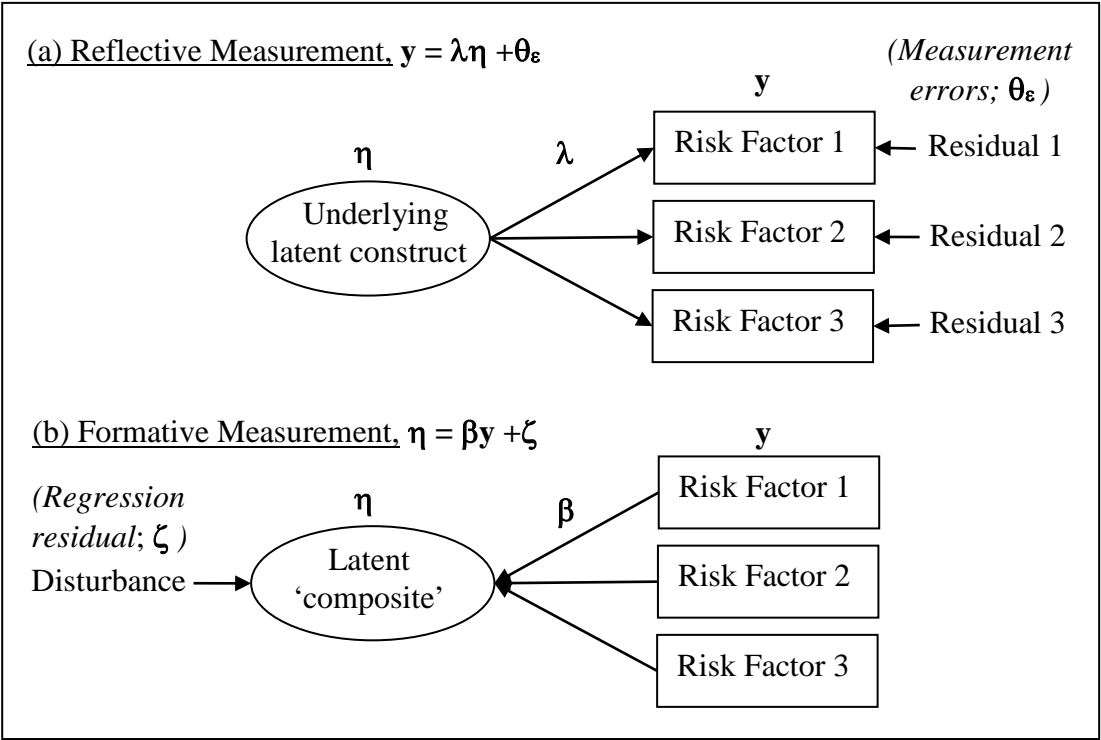 (a) Reflective Measurement, y = λη +θε
(Measurement
errors; θε )
y
η
λ
Risk Factor 1
Residual 1
Underlying
latent construct
Risk Factor 2
Residual 2
Risk Factor 3
Residual 3
(b) Formative Measurement, η = βy +ζ
y
(Regression
residual; ζ )
Disturbance
η
β
Latent
‘composite’
Risk Factor 1
Risk Factor 2
Risk Factor 3